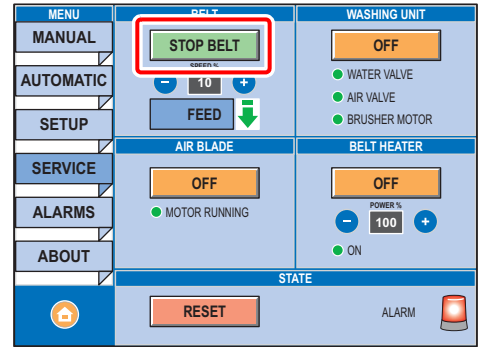 MENU
MANUAL
AUTOMATIC
SETUP
SERVICE
ALARMS
ABOUT
BELT
STOP BELT
SPEED %
10
FEED
WASHING UNIT
OFF
WATER VALVE
AIR VALVE
BRUSHER MOTOR
AIR BLADE
OFF
MOTOR RUNNING
BELT HEATER
OFF
POWER %
100
ON
STATE
RESET
ALARM